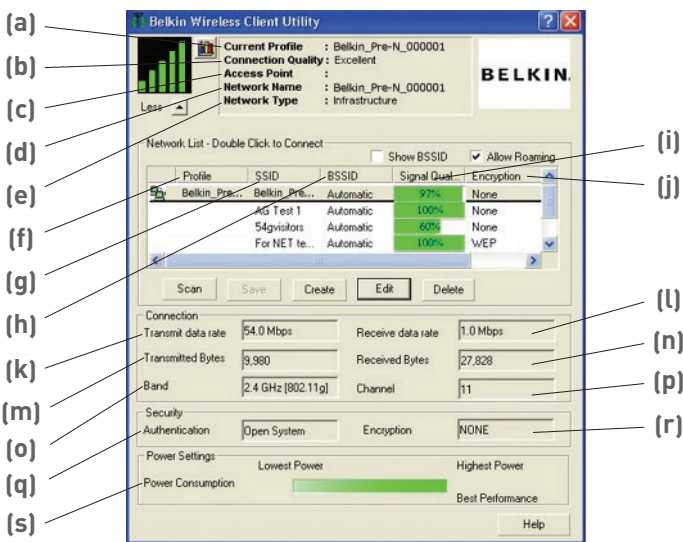 Belkin Wireless Client Utility
(a)
Current Profile : Belkin_Pre-N_000001
(b)
Connection Quality : Excellent
(c)
Access Point :
(d)
Network Name : Belkin_Pre-N_000001
(e)
Network Type : Infrastructure
Less
BELKIN.
Network List - Double Click to Connect
Show BSSID
Allow Roaming
(i)
(j)
Profile SSID BSSID Signal Qual... Encryption
Belkin_Pre... Belkin_Pre... Automatic 97% None
AG Test 1 Automatic 100% None
54gvisitors Automatic 60% None
For NET te... Automatic 100% WEP
(f)
(g)
(h)
Scan Save Create Edit Delete
Connection
(k)
Transmit data rate 54.0 Mbps Receive data rate 1.0 Mbps
(l)
(m)
Transmitted Bytes 9,980 Received Bytes 27,828
(n)
(o)
Band 2.4 GHz [802.11g] Channel 11
(p)
Security
(q)
Authentication Open System Encryption NONE
(r)
Power Settings
Lowest Power Highest Power
(s)
Power Consumption
Best Performance
Help